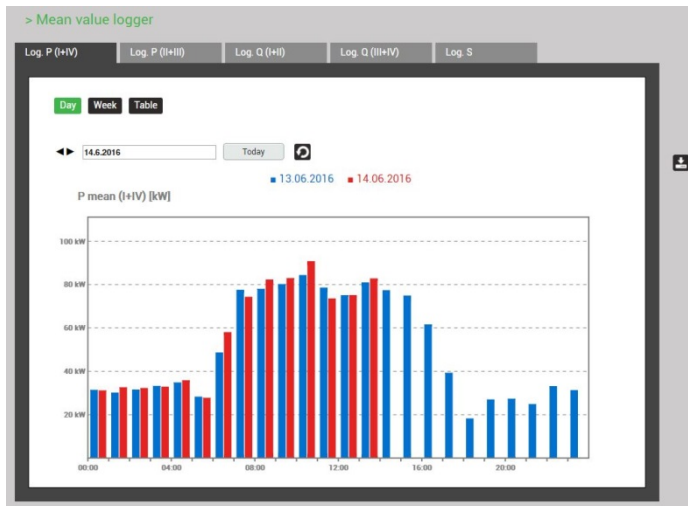 > Mean value logger
Log. P (I+IV) Log. P (II+III) Log. Q (I+II) Log. Q (III+IV) Log. S
Day Week Table
14.6.2016 Today
13.06.2016 14.06.2016
P mean (I+IV) [kW]
100 kW
80 kW
60 kW
40 kW
20 kW
00:00 04:00 08:00 12:00 16:00 20:00